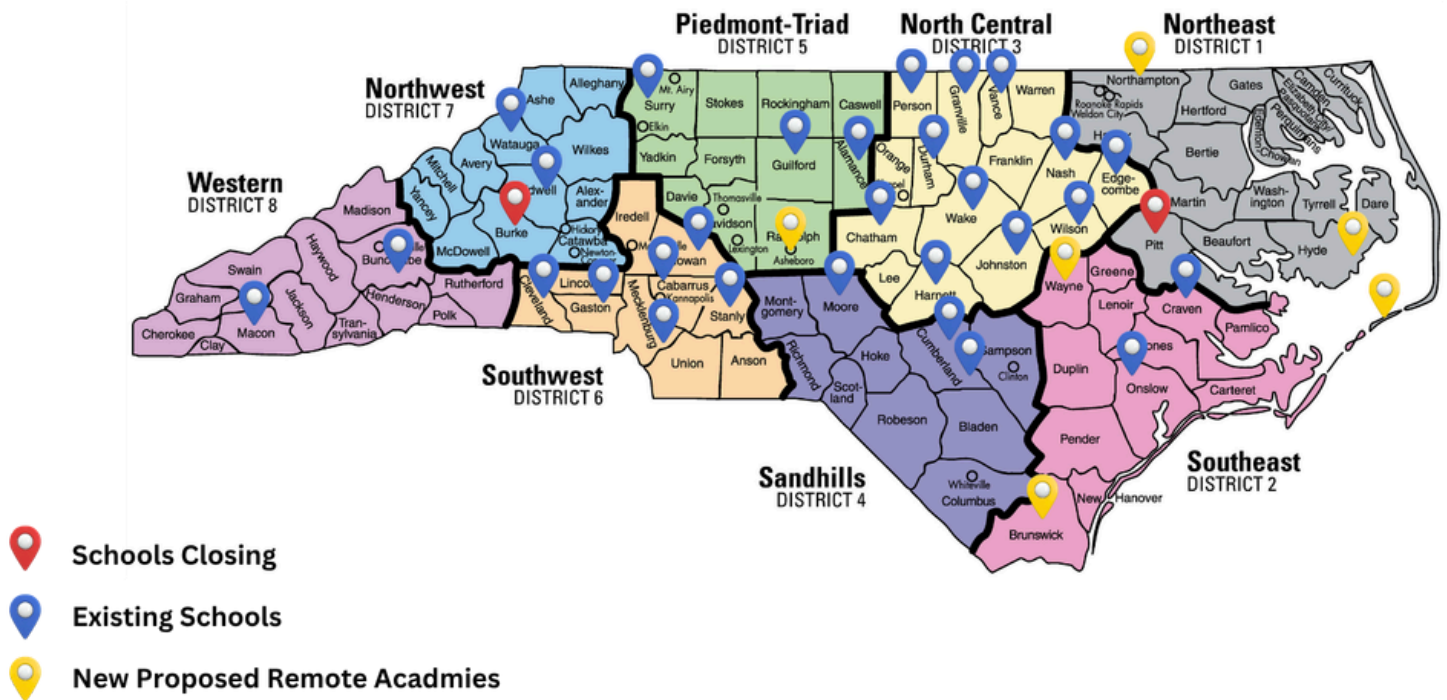 Piedmont-Triad
DISTRICT 5
North Central
DISTRICT 3
Northeast
DISTRICT 1
Northwest
DISTRICT 7
Western
DISTRICT 8
Southwest
DISTRICT 6
Sandhills
DISTRICT 4
Southeast
DISTRICT 2
Alleghany
Ashe
Watauga
Wilkes
Avery
Mitchell
Yancey
Alex-
ander
Burke
Hickory
Catawba
Newton-
McDowell
Madison
Haywood
Swain
Graham
Jackson
Cherokee
Clay
Macon
Tran-
sylvania
Henderson
Polk
Rutherford
Surry
Mt. Airy
Elkin
Stokes
Rockingham
Caswell
Yadkin
Forsyth
Guilford
Alamance
Davie
Thomasville
Lexington
Asheboro
Iredell
Cleveland
Gaston
Mecklenburg
Cabarrus
Kannapolis
Stanly
Union
Anson
Person
Granville
Vance
Warren
Orange
Durham
Franklin
Nash
Edge-
combe
Wake
Wilson
Chatham
Lee
Harnett
Johnston
Mont-
gomery
Moore
Richmond
Hoke
Scot-
land
Cumberland
Sampson
Clinton
Robeson
Bladen
Whiteville
Columbus
Northampton
Gates
Camden
Currituck
Elizabeth City/
Pasquotank
Perquimans
Chowan
Roanoke Rapids
Weldon City
Hertford
Bertie
Martin
Wash-
ington
Tyrrell
Dare
Pitt
Beaufort
Hyde
Wayne
Greene
Lenoir
Craven
Pamlico
Duplin
Onslow
Carteret
Pender
New
Hanover
Brunswick
Schools Closing
Existing Schools
New Proposed Remote Acadmies